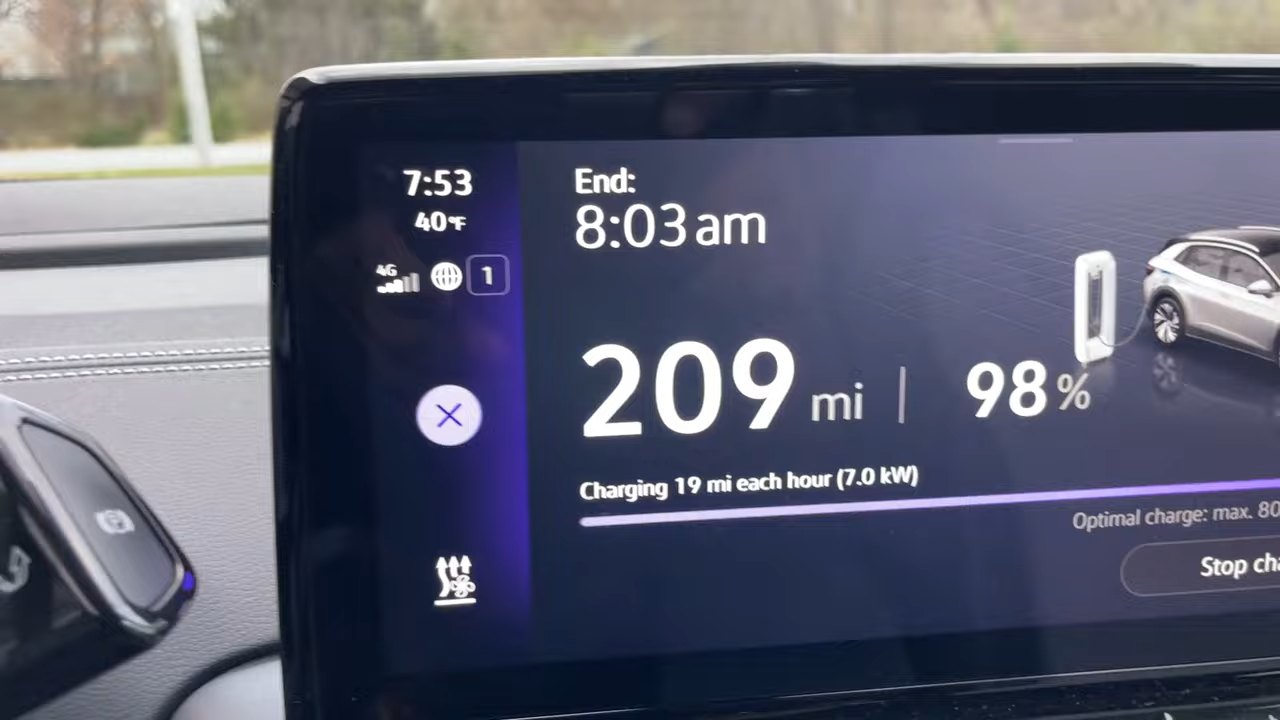 7:53
40°F
4G
1
End:
8:03 am
209 mi | 98 %
Charging 19 mi each hour (7.0 kW)
Optimal charge: max. 80
Stop cha